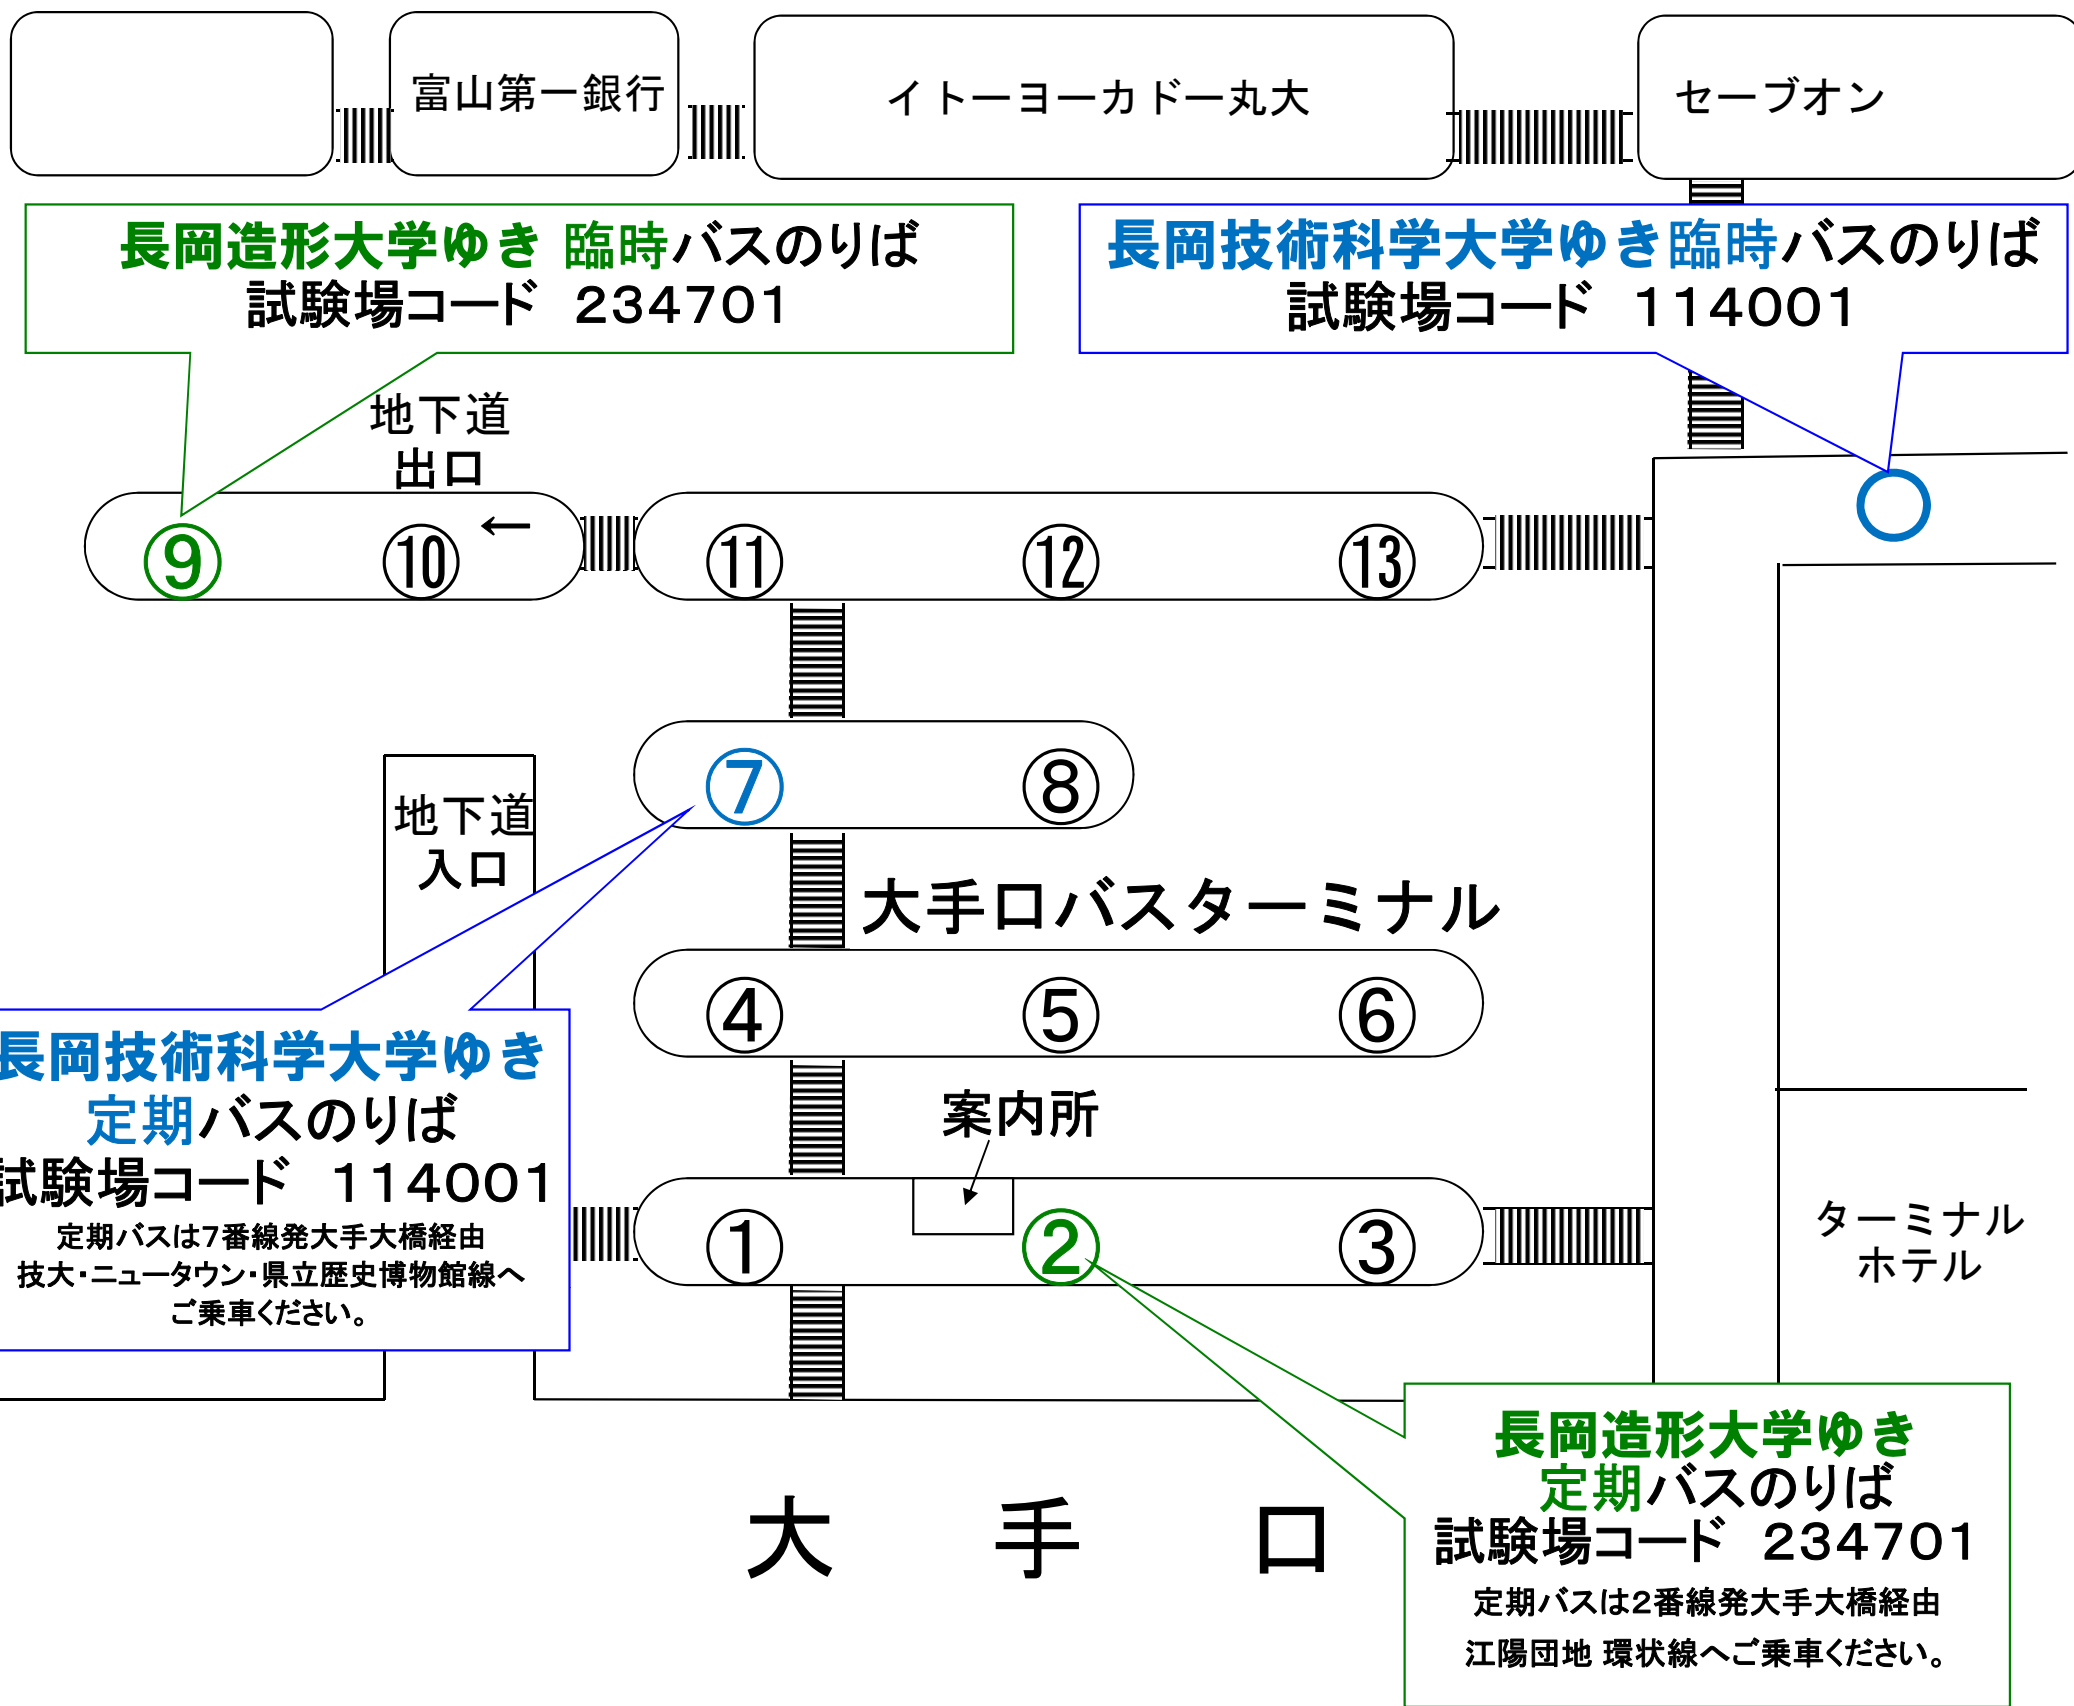 富山第一銀行
イトーヨーカドー丸大
セーブオン
長岡造形大学ゆき 臨時バスのりば
試験場コード　234701
長岡技術科学大学ゆき臨時バスのりば
試験場コード　114001
地下道
出口
←
⑨
⑩
⑪
⑫
⑬
⑦
⑧
地下道
入口
大手口バスターミナル
④
⑤
⑥
長岡技術科学大学ゆき
定期バスのりば
試験場コード　114001
定期バスは7番線発大手大橋経由
技大・ニュータウン・県立歴史博物館線へ
ご乗車ください。
案内所
①
②
③
ターミナル
ホテル
長岡造形大学ゆき
定期バスのりば
試験場コード　234701
定期バスは2番線発大手大橋経由
江陽団地 環状線へご乗車ください。
大　手　口